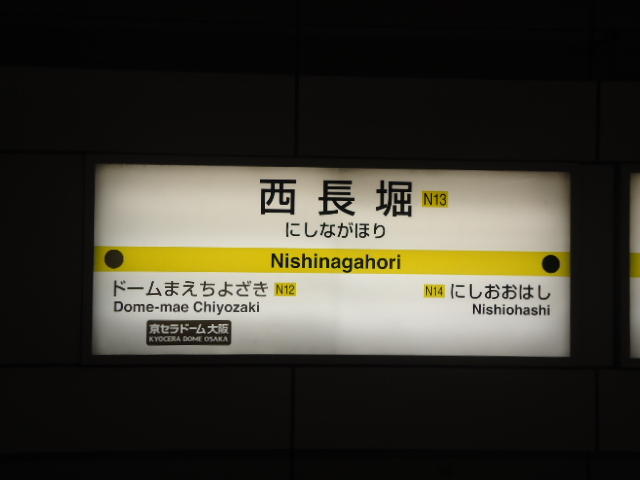 西長堀 N13
にしながほり
Nishinagahori
ドームまえちよざき N12
Dome-mae Chiyozaki
京セラドーム大阪
KYOCERA DOME OSAKA
N14 にしおおはし
Nishiohashi